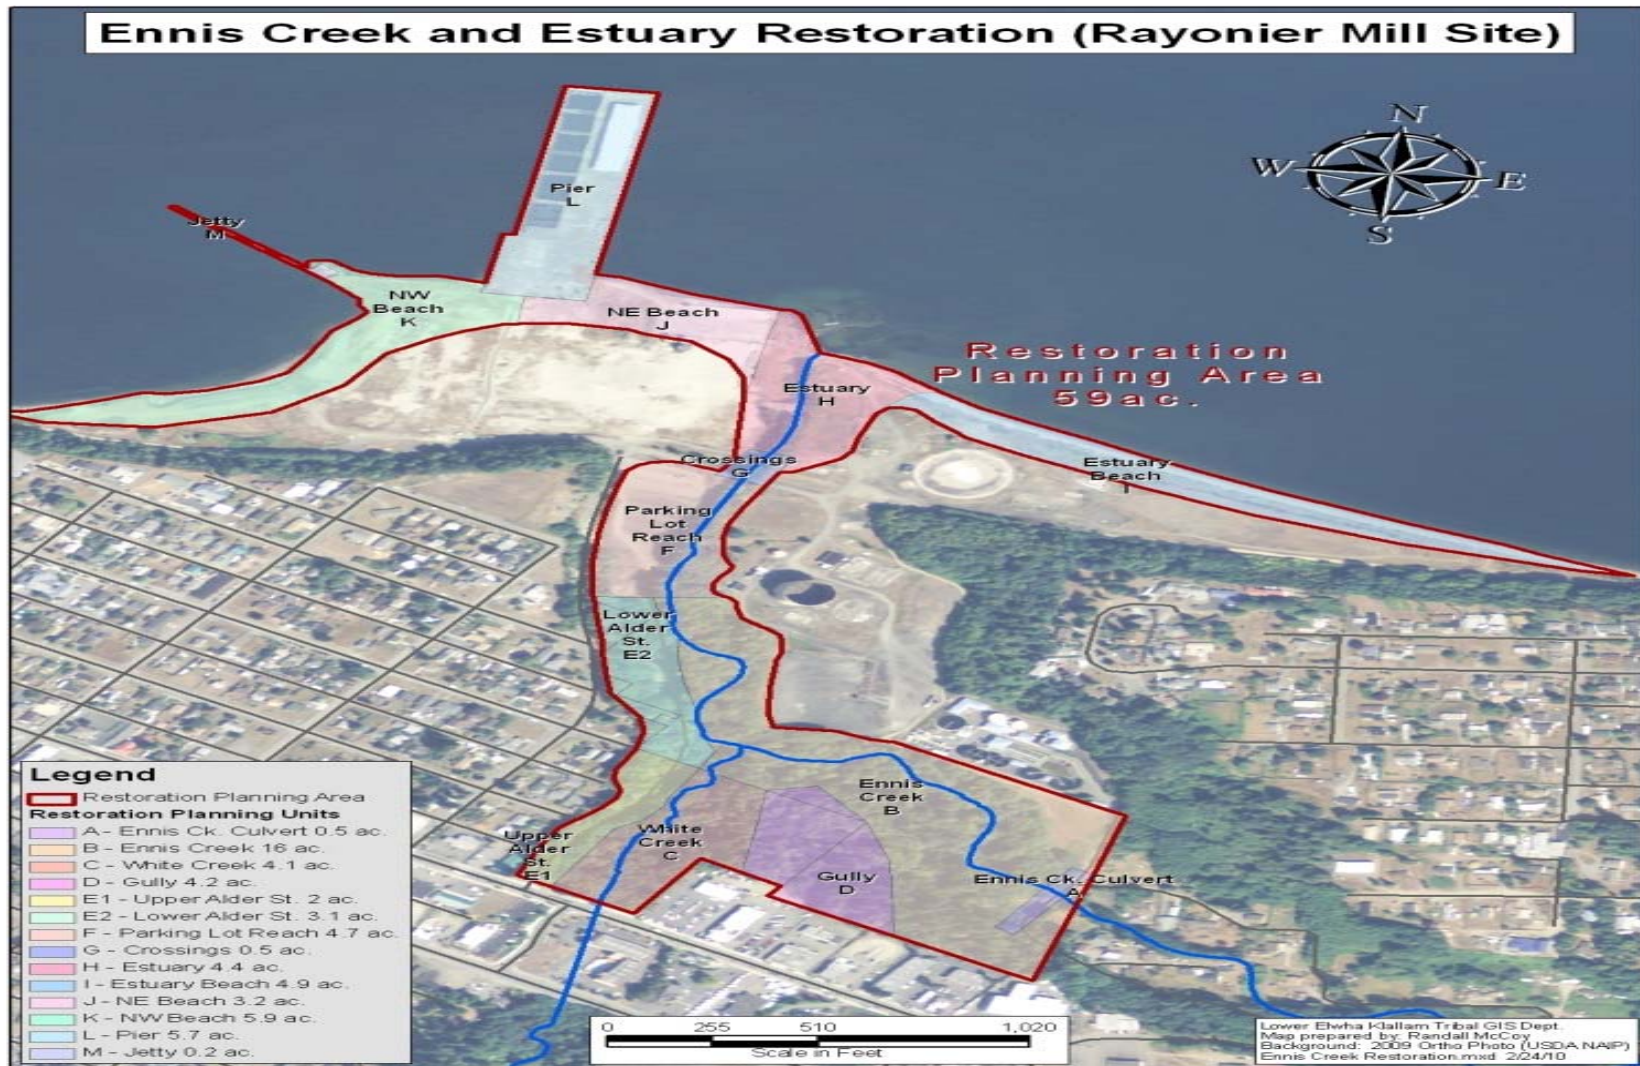 Ennis Creek and Estuary Restoration (Rayonier Mill Site)
N
W
E
S
Pier
L
Jetty
M
NW
Beach
K
NE Beach
J
Restoration
Planning Area
59ac.
Estuary
H
Crossings
G
Estuary
Beach
I
Parking
Lot
Reach
F
Lower
Alder
St.
E2
Ennis
Creek
B
Upper
Alder
St.
E1
White
Creek
C
Gully
D
Ennis Ck. Culvert
A
Legend
Restoration Planning Area
Restoration Planning Units
A - Ennis Ck. Culvert 0.5 ac.
B - Ennis Creek 16 ac.
C - White Creek 4.1 ac.
D - Gully 4.2 ac.
E1 - Upper Alder St. 2 ac.
E2 - Lower Alder St. 3.1 ac.
F - Parking Lot Reach 4.7 ac.
G - Crossings 0.5 ac.
H - Estuary 4.4 ac.
I - Estuary Beach 4.9 ac.
J - NE Beach 3.2 ac.
K - NW Beach 5.9 ac.
L - Pier 5.7 ac.
M - Jetty 0.2 ac.
0 255 510 1,020
Scale in Feet
Lower Elwha Klallam Tribal GIS Dept.
Map prepared by: Randall McCoy
Background: 2009 Ortho Photo (USDA NAIP)
Ennis Creek Restoration.mxd 2/24/10